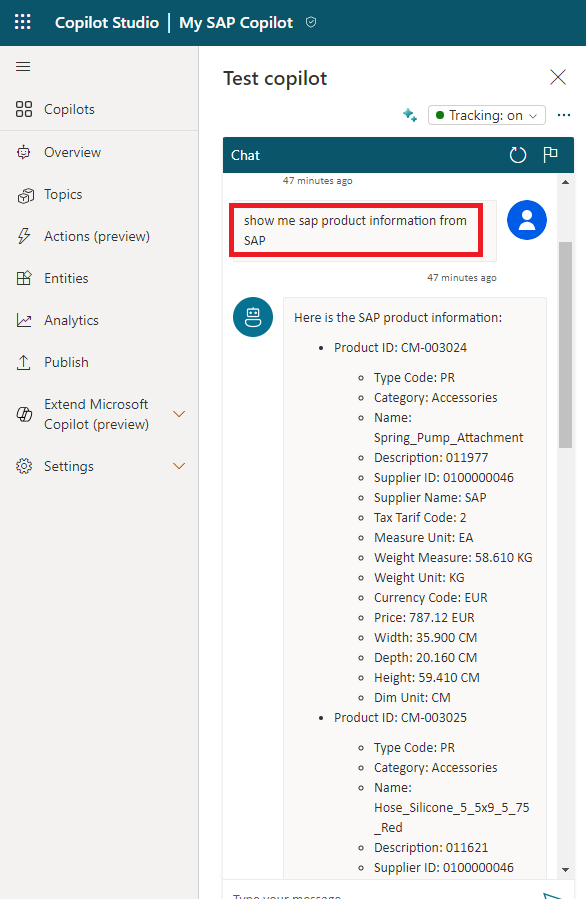 Copilot Studio | My SAP Copilot
Copilots
Overview
Topics
Actions (preview)
Entities
Analytics
Publish
Extend Microsoft
Copilot (preview)
Settings
Test copilot
Tracking: on
Chat
47 minutes ago
show me sap product information from
SAP
47 minutes ago
Here is the SAP product information:
• Product ID: CM-003024
Type Code: PR
Category: Accessories
Name:
Spring_Pump_Attachment
Description: 011977
Supplier ID: 0100000046
Supplier Name: SAP
Tax Tarif Code: 2
Measure Unit: EA
Weight Measure: 58.610 KG
Weight Unit: KG
Currency Code: EUR
Price: 787.12 EUR
Width: 35.900 CM
Depth: 20.160 CM
Height: 59.410 CM
Dim Unit: CM
• Product ID: CM-003025
Type Code: PR
Category: Accessories
Name:
Hose_Silicone_5_5x9_5_75
_Red
Description: 011621
Supplier ID: 0100000046
Type your message